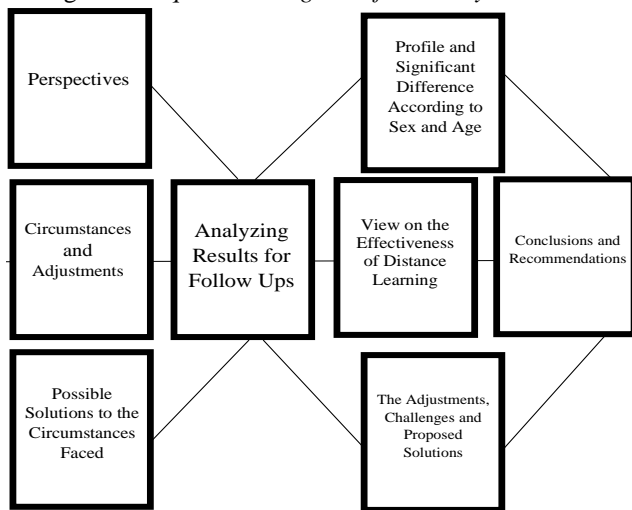 Perspectives
Circumstances
and
Adjustments
Possible
Solutions to the
Circumstances
Faced
Analyzing
Results for
Follow Ups
Profile and
Significant
Difference
According to
Sex and Age
View on the
Effectiveness
of Distance
Learning
The Adjustments,
Challenges and
Proposed
Solutions
Conclusions and
Recommendations